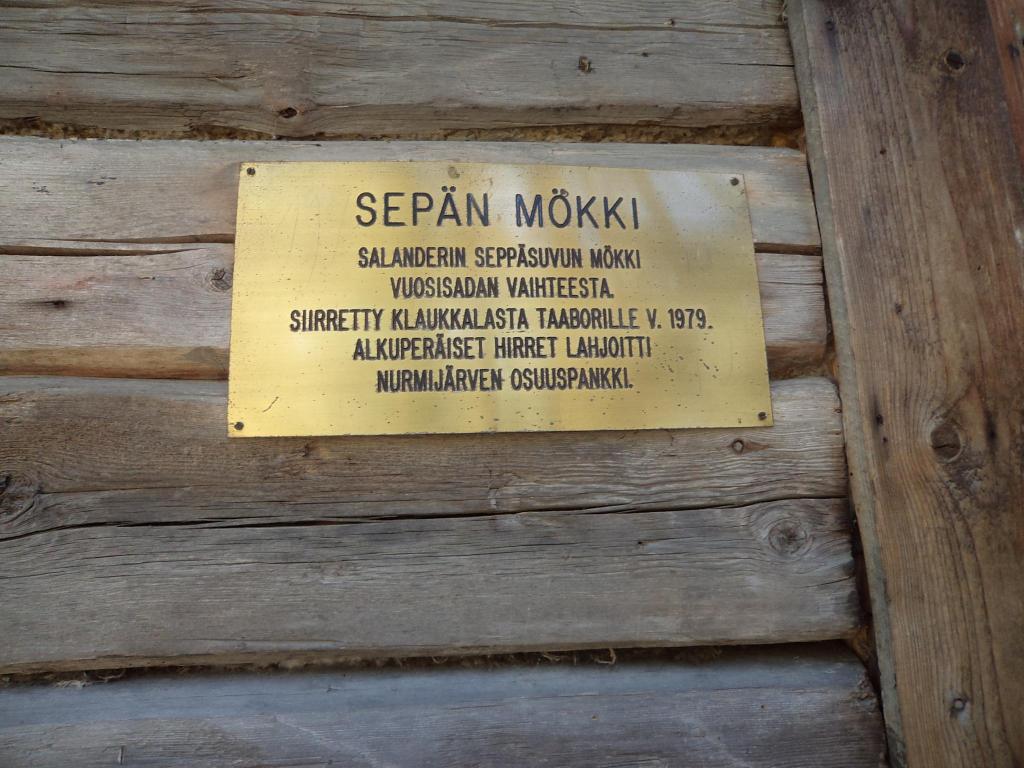 SEPÄN MÖKKI
SALANDERIN SEPPÄSUVUN MÖKKI
VUOSISADAN VAIHTEESTA.
SIIRRETTY KLAUKKALASTA TAABORILLE V. 1979.
ALKUPERÄISET HIRRET LAHJOITTI
NURMIJÄRVEN OSUUSPANKKI.